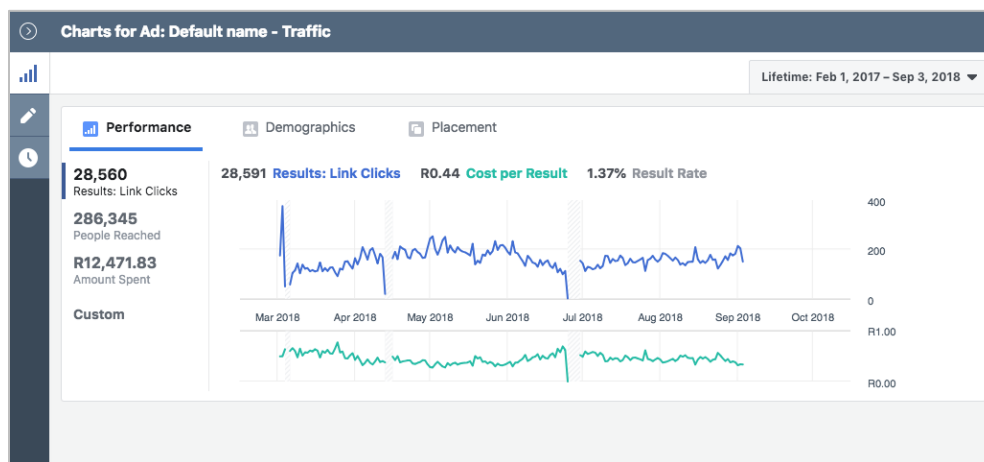 Charts for Ad: Default name - Traffic
Lifetime: Feb 1, 2017 – Sep 3, 2018
Performance Demographics Placement
28,560
Results: Link Clicks
286,345
People Reached
R12,471.83
Amount Spent
Custom
28,591 Results: Link Clicks R0.44 Cost per Result 1.37% Result Rate
400
200
0
Mar 2018 Apr 2018 May 2018 Jun 2018 Jul 2018 Aug 2018 Sep 2018 Oct 2018
R1.00
R0.00